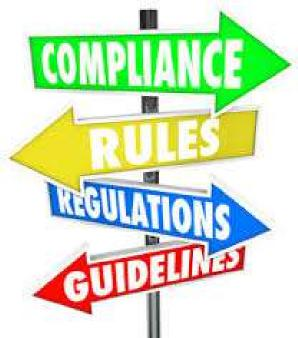 COMPLIANCE
RULES
REGULATIONS
GUIDELINES